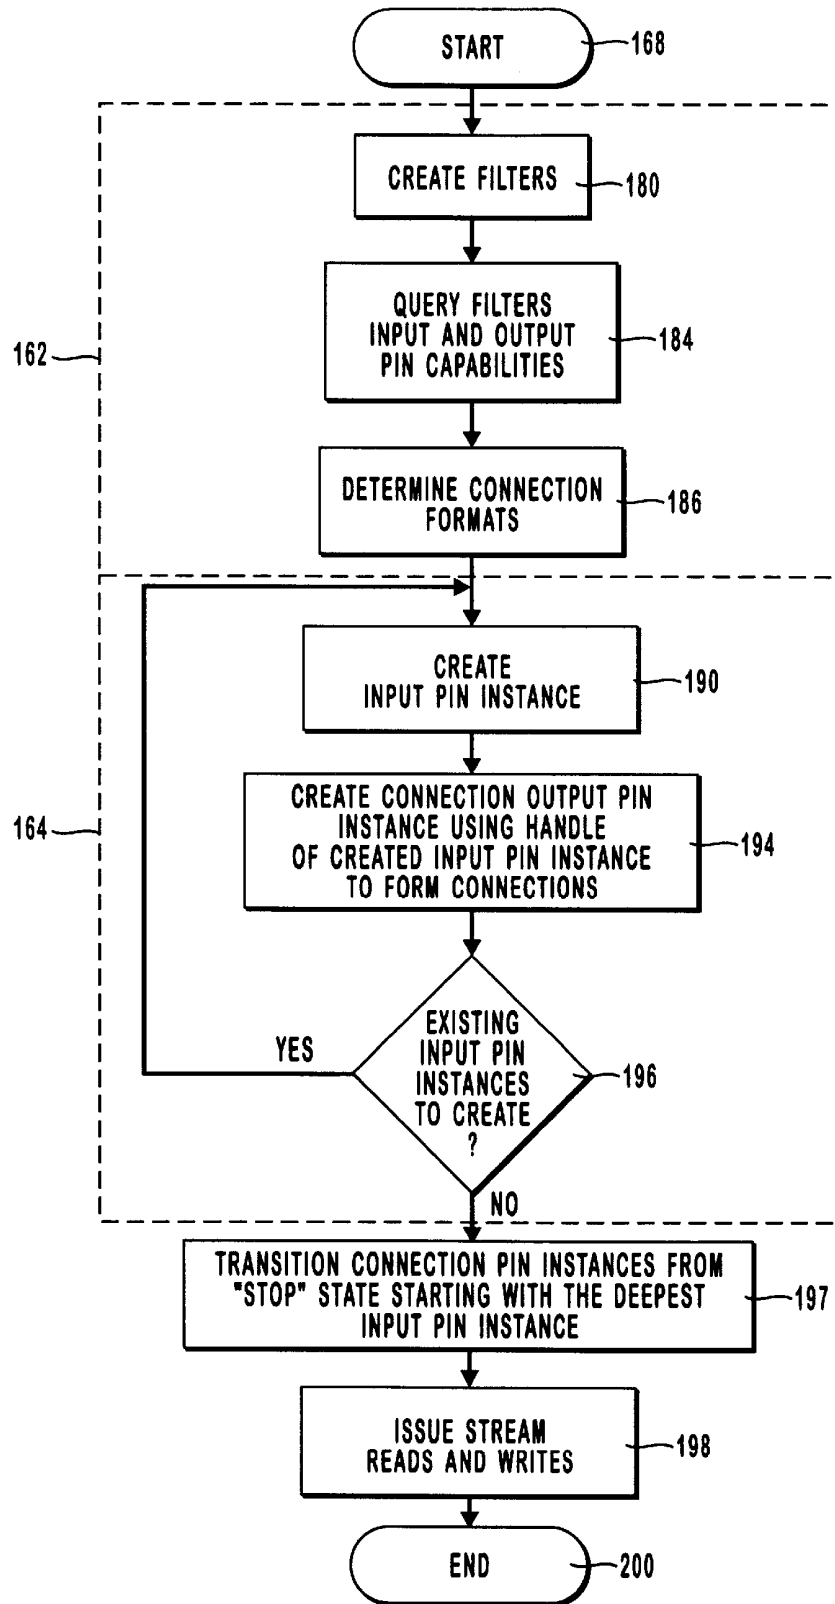 START
168
CREATE FILTERS
180
QUERY FILTERS
INPUT AND OUTPUT
PIN CAPABILITIES
184
162
DETERMINE CONNECTION
FORMATS
186
CREATE
INPUT PIN INSTANCE
190
CREATE CONNECTION OUTPUT PIN
INSTANCE USING HANDLE
OF CREATED INPUT PIN INSTANCE
TO FORM CONNECTIONS
194
164
EXISTING
INPUT PIN
INSTANCES
TO CREATE
?
196
YES
NO
TRANSITION CONNECTION PIN INSTANCES FROM
"STOP" STATE STARTING WITH THE DEEPEST
INPUT PIN INSTANCE
197
ISSUE STREAM
READS AND WRITES
198
END
200